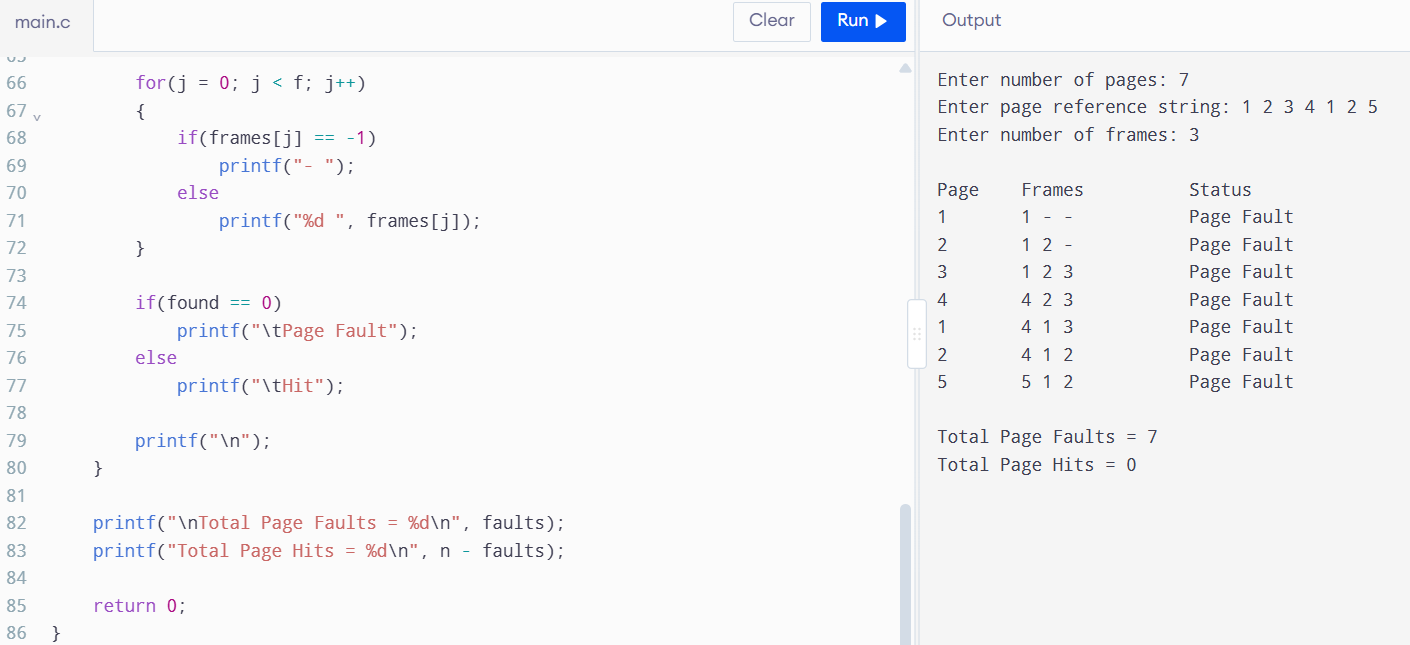 main.c
Clear
Run
66 for(j = 0; j < f; j++)
67 {
68 if(frames[j] == -1)
69 printf("- ");
70 else
71 printf("%d ", frames[j]);
72 }
73
74 if(found == 0)
75 printf("\tPage Fault");
76 else
77 printf("\tHit");
78
79 printf("\n");
80 }
81
82 printf("\nTotal Page Faults = %d\n", faults);
83 printf("Total Page Hits = %d\n", n - faults);
84
85 return 0;
86 }
Output
Enter number of pages: 7
Enter page reference string: 1 2 3 4 1 2 5
Enter number of frames: 3
Page Frames Status
1 1 - - Page Fault
2 1 2 - Page Fault
3 1 2 3 Page Fault
4 4 2 3 Page Fault
1 4 1 3 Page Fault
2 4 1 2 Page Fault
5 5 1 2 Page Fault
Total Page Faults = 7
Total Page Hits = 0